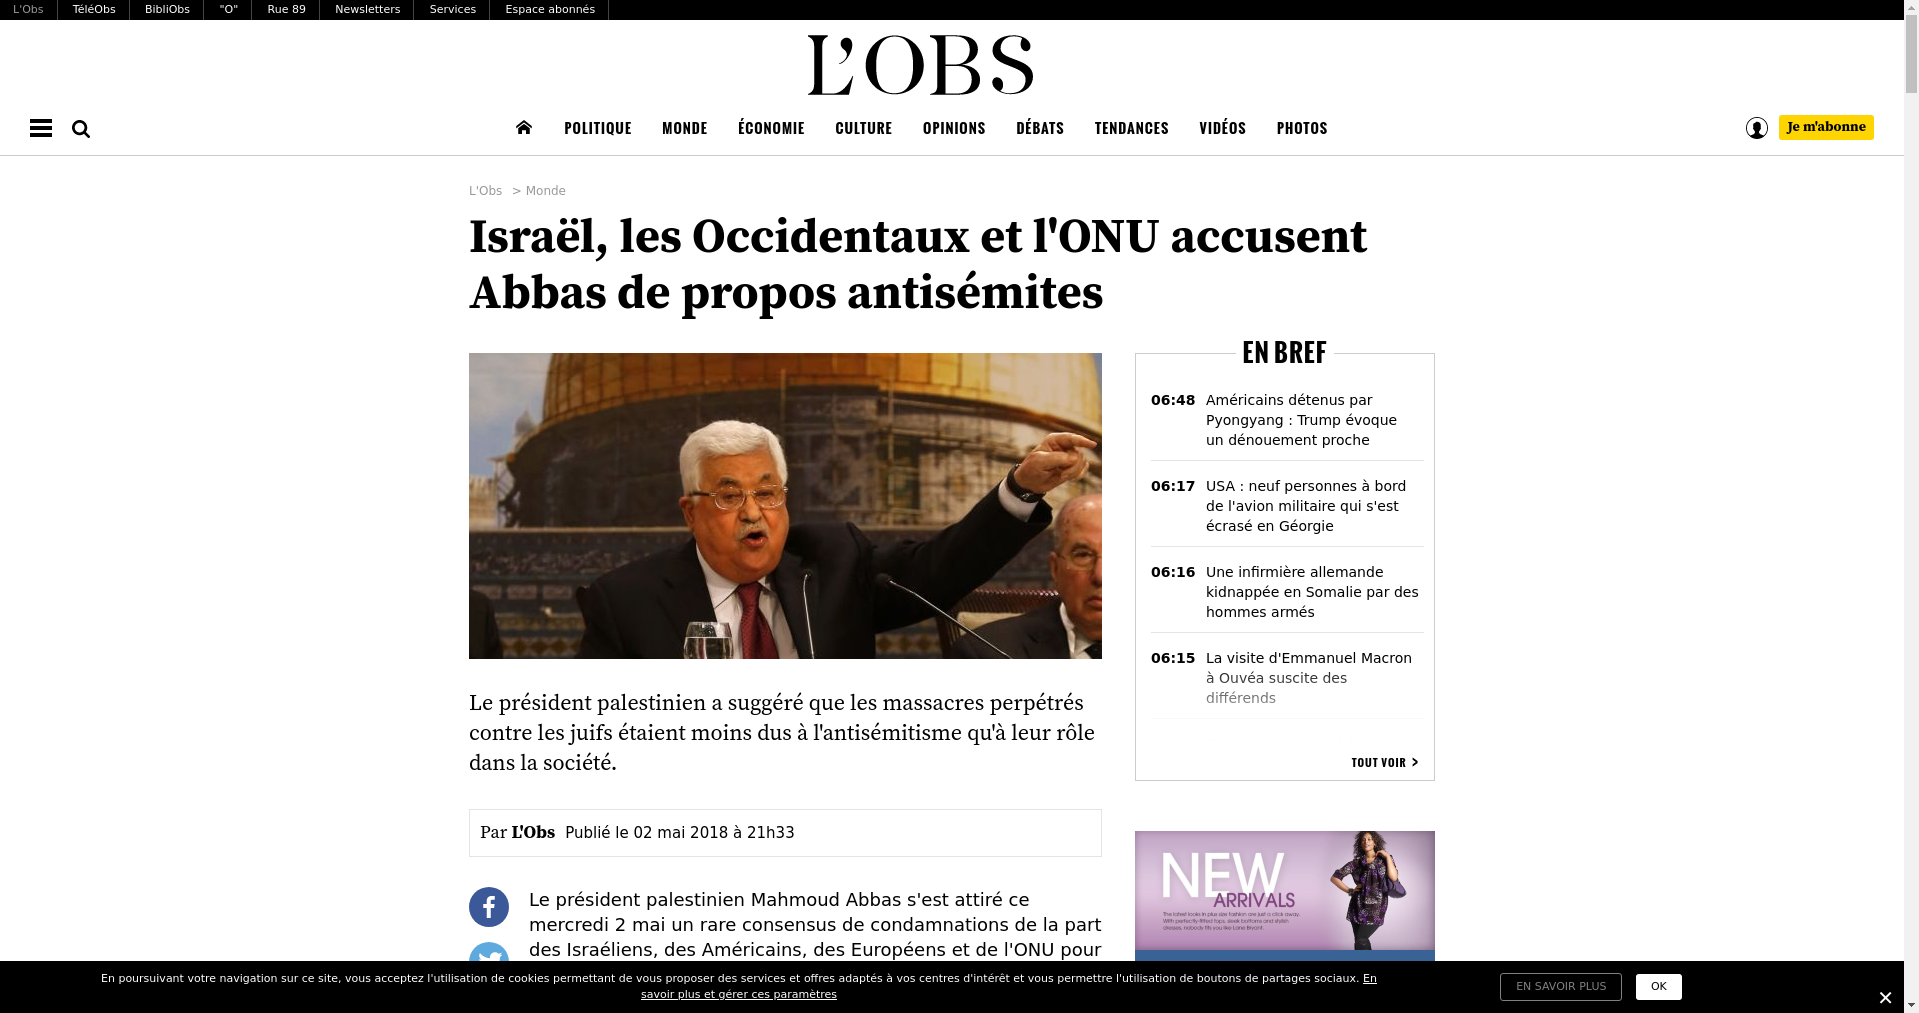 L'Obs TéléObs BibliObs "O" Rue 89 Newsletters Services Espace abonnés
L'OBS
POLITIQUE MONDE ÉCONOMIE CULTURE OPINIONS DÉBATS TENDANCES VIDÉOS PHOTOS
Je m'abonne
L'Obs > Monde
Israël, les Occidentaux et l'ONU accusent
Abbas de propos antisémites
Le président palestinien a suggéré que les massacres perpétrés
contre les juifs étaient moins dus à l'antisémitisme qu'à leur rôle
dans la société.
Par L'Obs Publié le 02 mai 2018 à 21h33
Le président palestinien Mahmoud Abbas s'est attiré ce
mercredi 2 mai un rare consensus de condamnations de la part
des Israéliens, des Américains, des Européens et de l'ONU pour
EN BREF
06:48 Américains détenus par
Pyongyang : Trump évoque
un dénouement proche
06:17 USA : neuf personnes à bord
de l'avion militaire qui s'est
écrasé en Géorgie
06:16 Une infirmière allemande
kidnappée en Somalie par des
hommes armés
06:15 La visite d'Emmanuel Macron
à Ouvéa suscite des
différends
TOUT VOIR >
NEW
ARRIVALS
The latest looks in plus size fashion are just a click away.
With perfectly-fitted tops, sleek bottoms and stylish
dresses, nobody fits you like Lane Bryant.
En poursuivant votre navigation sur ce site, vous acceptez l'utilisation de cookies permettant de vous proposer des services et offres adaptés à vos centres d'intérêt et vous permettre l'utilisation de boutons de partages sociaux. En
savoir plus et gérer ces paramètres
EN SAVOIR PLUS
OK